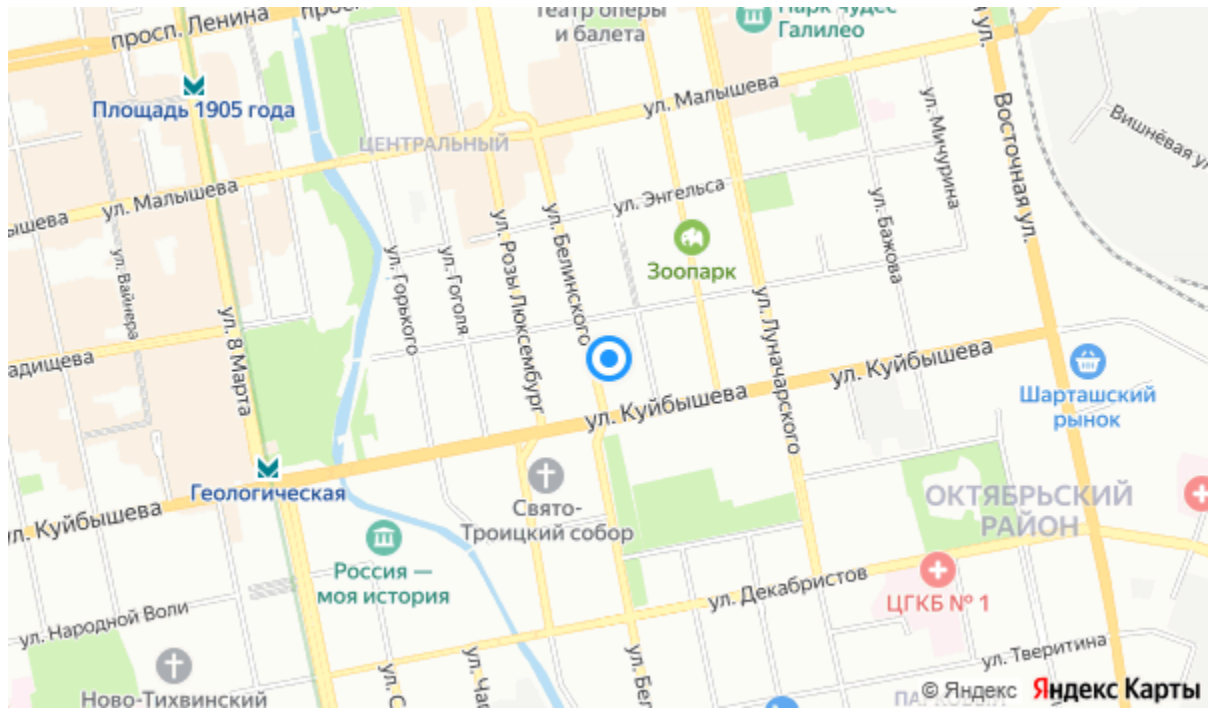 просп. Ленина
Театр оперы
и балета
Парк чудес
Галилео
Восточная ул.
Площадь 1905 года
ул. Малышева
ул. Мичурина
Вишнёвая ул.
ЦЕНТРАЛЬНЫЙ
ул. Малышева
ул. Энгельса
ул. Бажова
ул. Вайнера
ул. Горького
ул. Гоголя
ул. Розы Люксембург
ул. Белинского
Зоопарк
ул. Луначарского
ул. 8 Марта
ул. Куйбышева
ул. Куйбышева
Шарташский
рынок
Геологическая
ул. Куйбышева
Свято-
Троицкий собор
ОКТЯБРЬСКИЙ
РАЙОН
Россия —
моя история
ул. Декабристов
ЦГКБ № 1
ул. Народной Воли
ул. Тверитина
Ново-Тихвинский
© Яндекс Яндекс Карты